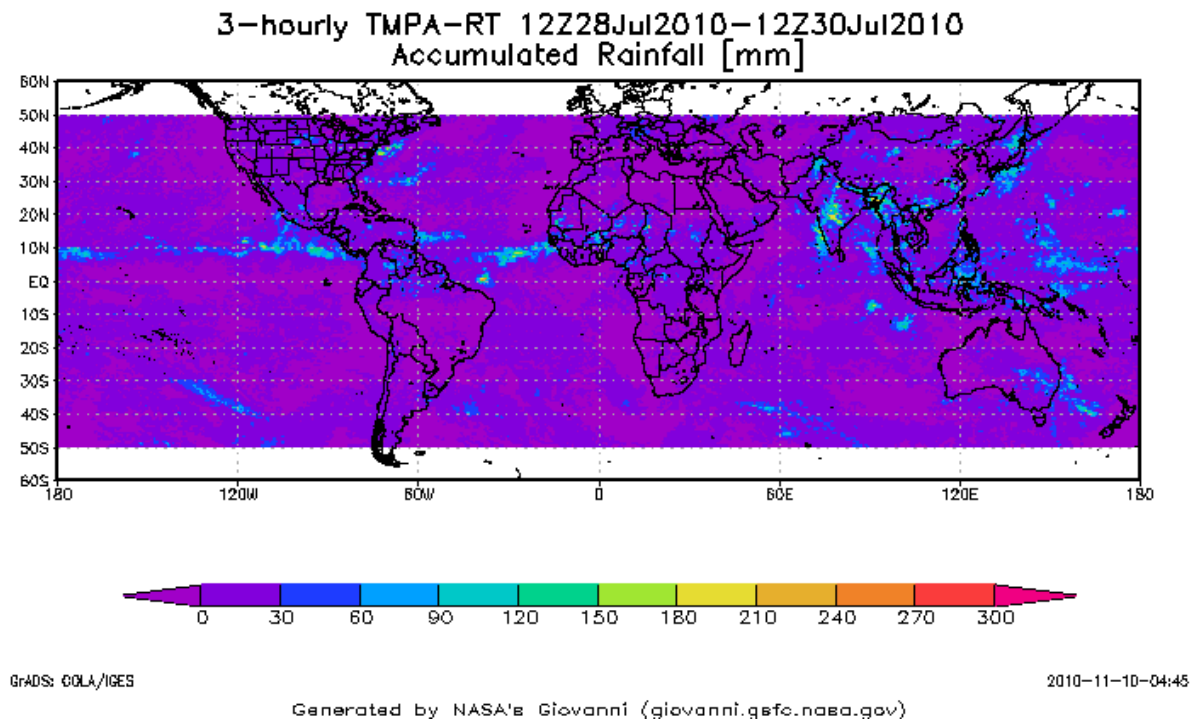 3-hourly TMPA-RT 12Z28Jul2010-12Z30Jul2010
Accumulated Rainfall [mm]
60N
50N
40N
30N
20N
10N
EQ
10S
20S
30S
40S
50S
60S
180 120W 60W 0 60E 120E 180
0 30 60 90 120 150 180 210 240 270 300
GrADS: COLA/IGES 2010-11-10-04:45
Generated by NASA's Giovanni (giovanni.gsfc.nasa.gov)